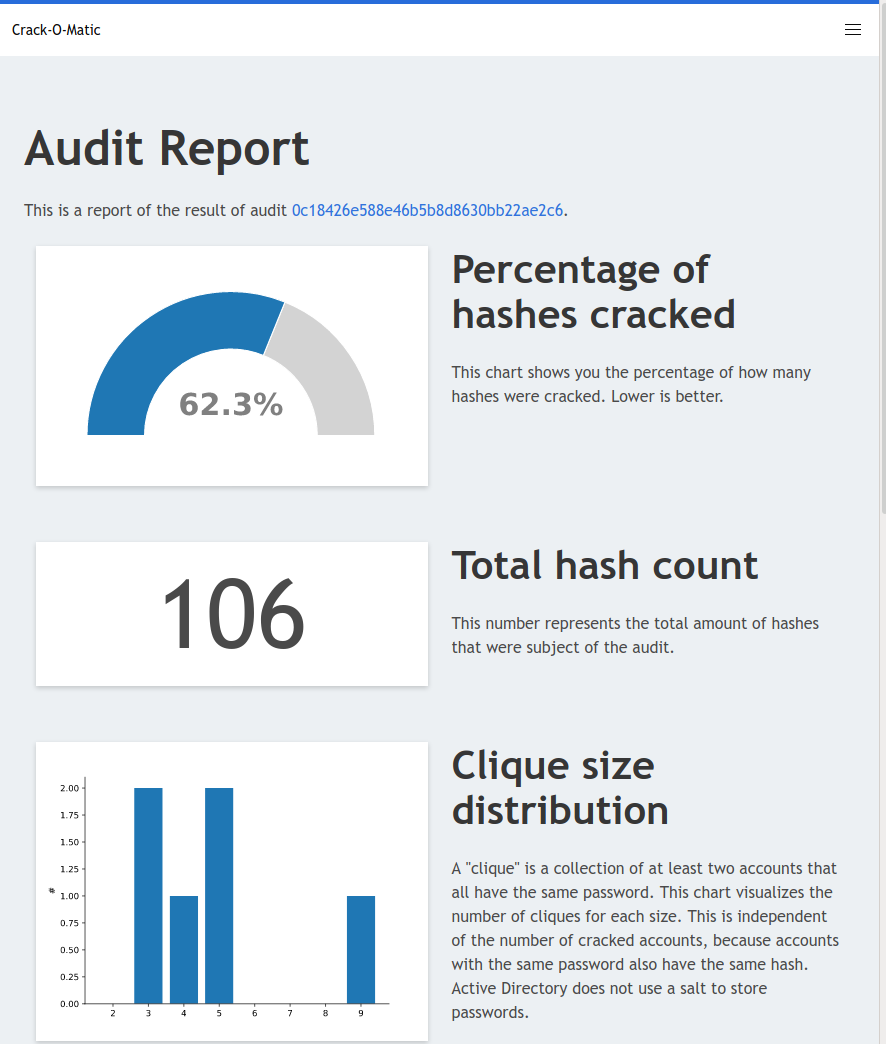 Crack-O-Matic
Audit Report
This is a report of the result of audit 0c18426e588e46b5b8d8630bb22ae2c6.
62.3%
Percentage of
hashes cracked
This chart shows you the percentage of how many
hashes were cracked. Lower is better.
106
Total hash count
This number represents the total amount of hashes
that were subject of the audit.
2.00
1.75
1.50
1.25
1.00
0.75
0.50
0.25
0.00
#
2 3 4 5 6 7 8 9
Clique size
distribution
A "clique" is a collection of at least two accounts that
all have the same password. This chart visualizes the
number of cliques for each size. This is independent
of the number of cracked accounts, because accounts
with the same password also have the same hash.
Active Directory does not use a salt to store
passwords.